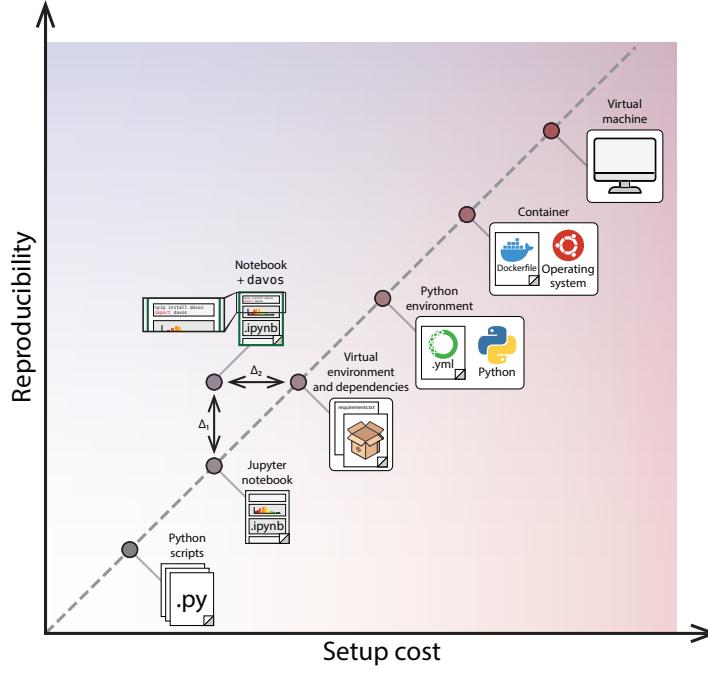 Reproducibility
Setup cost
Virtual
machine
Container
Dockerfile
Operating
system
Python
environment
.yml
Python
Notebook
+ davos
%pip install davos
import davos
.ipynb
Δ₂
Virtual
environment
and dependencies
requirements.txt
Δ₁
Jupyter
notebook
.ipynb
Python
scripts
.py